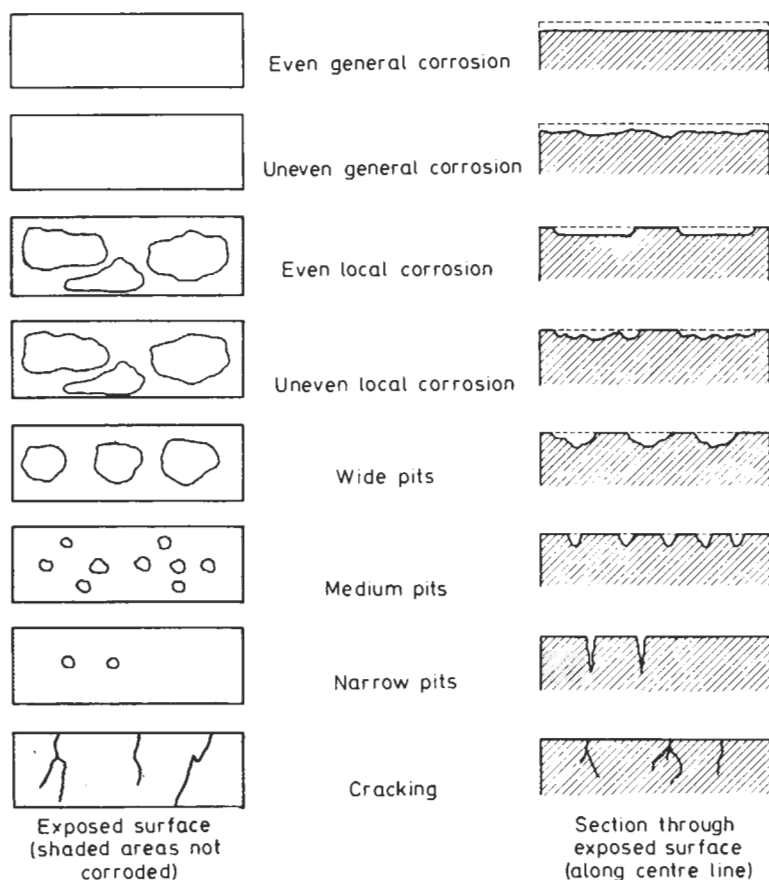 Even general corrosion
Uneven general corrosion
Even local corrosion
Uneven local corrosion
Wide pits
Medium pits
Narrow pits
Cracking
Exposed surface
(shaded areas not
corroded)
Section through
exposed surface
(along centre line)